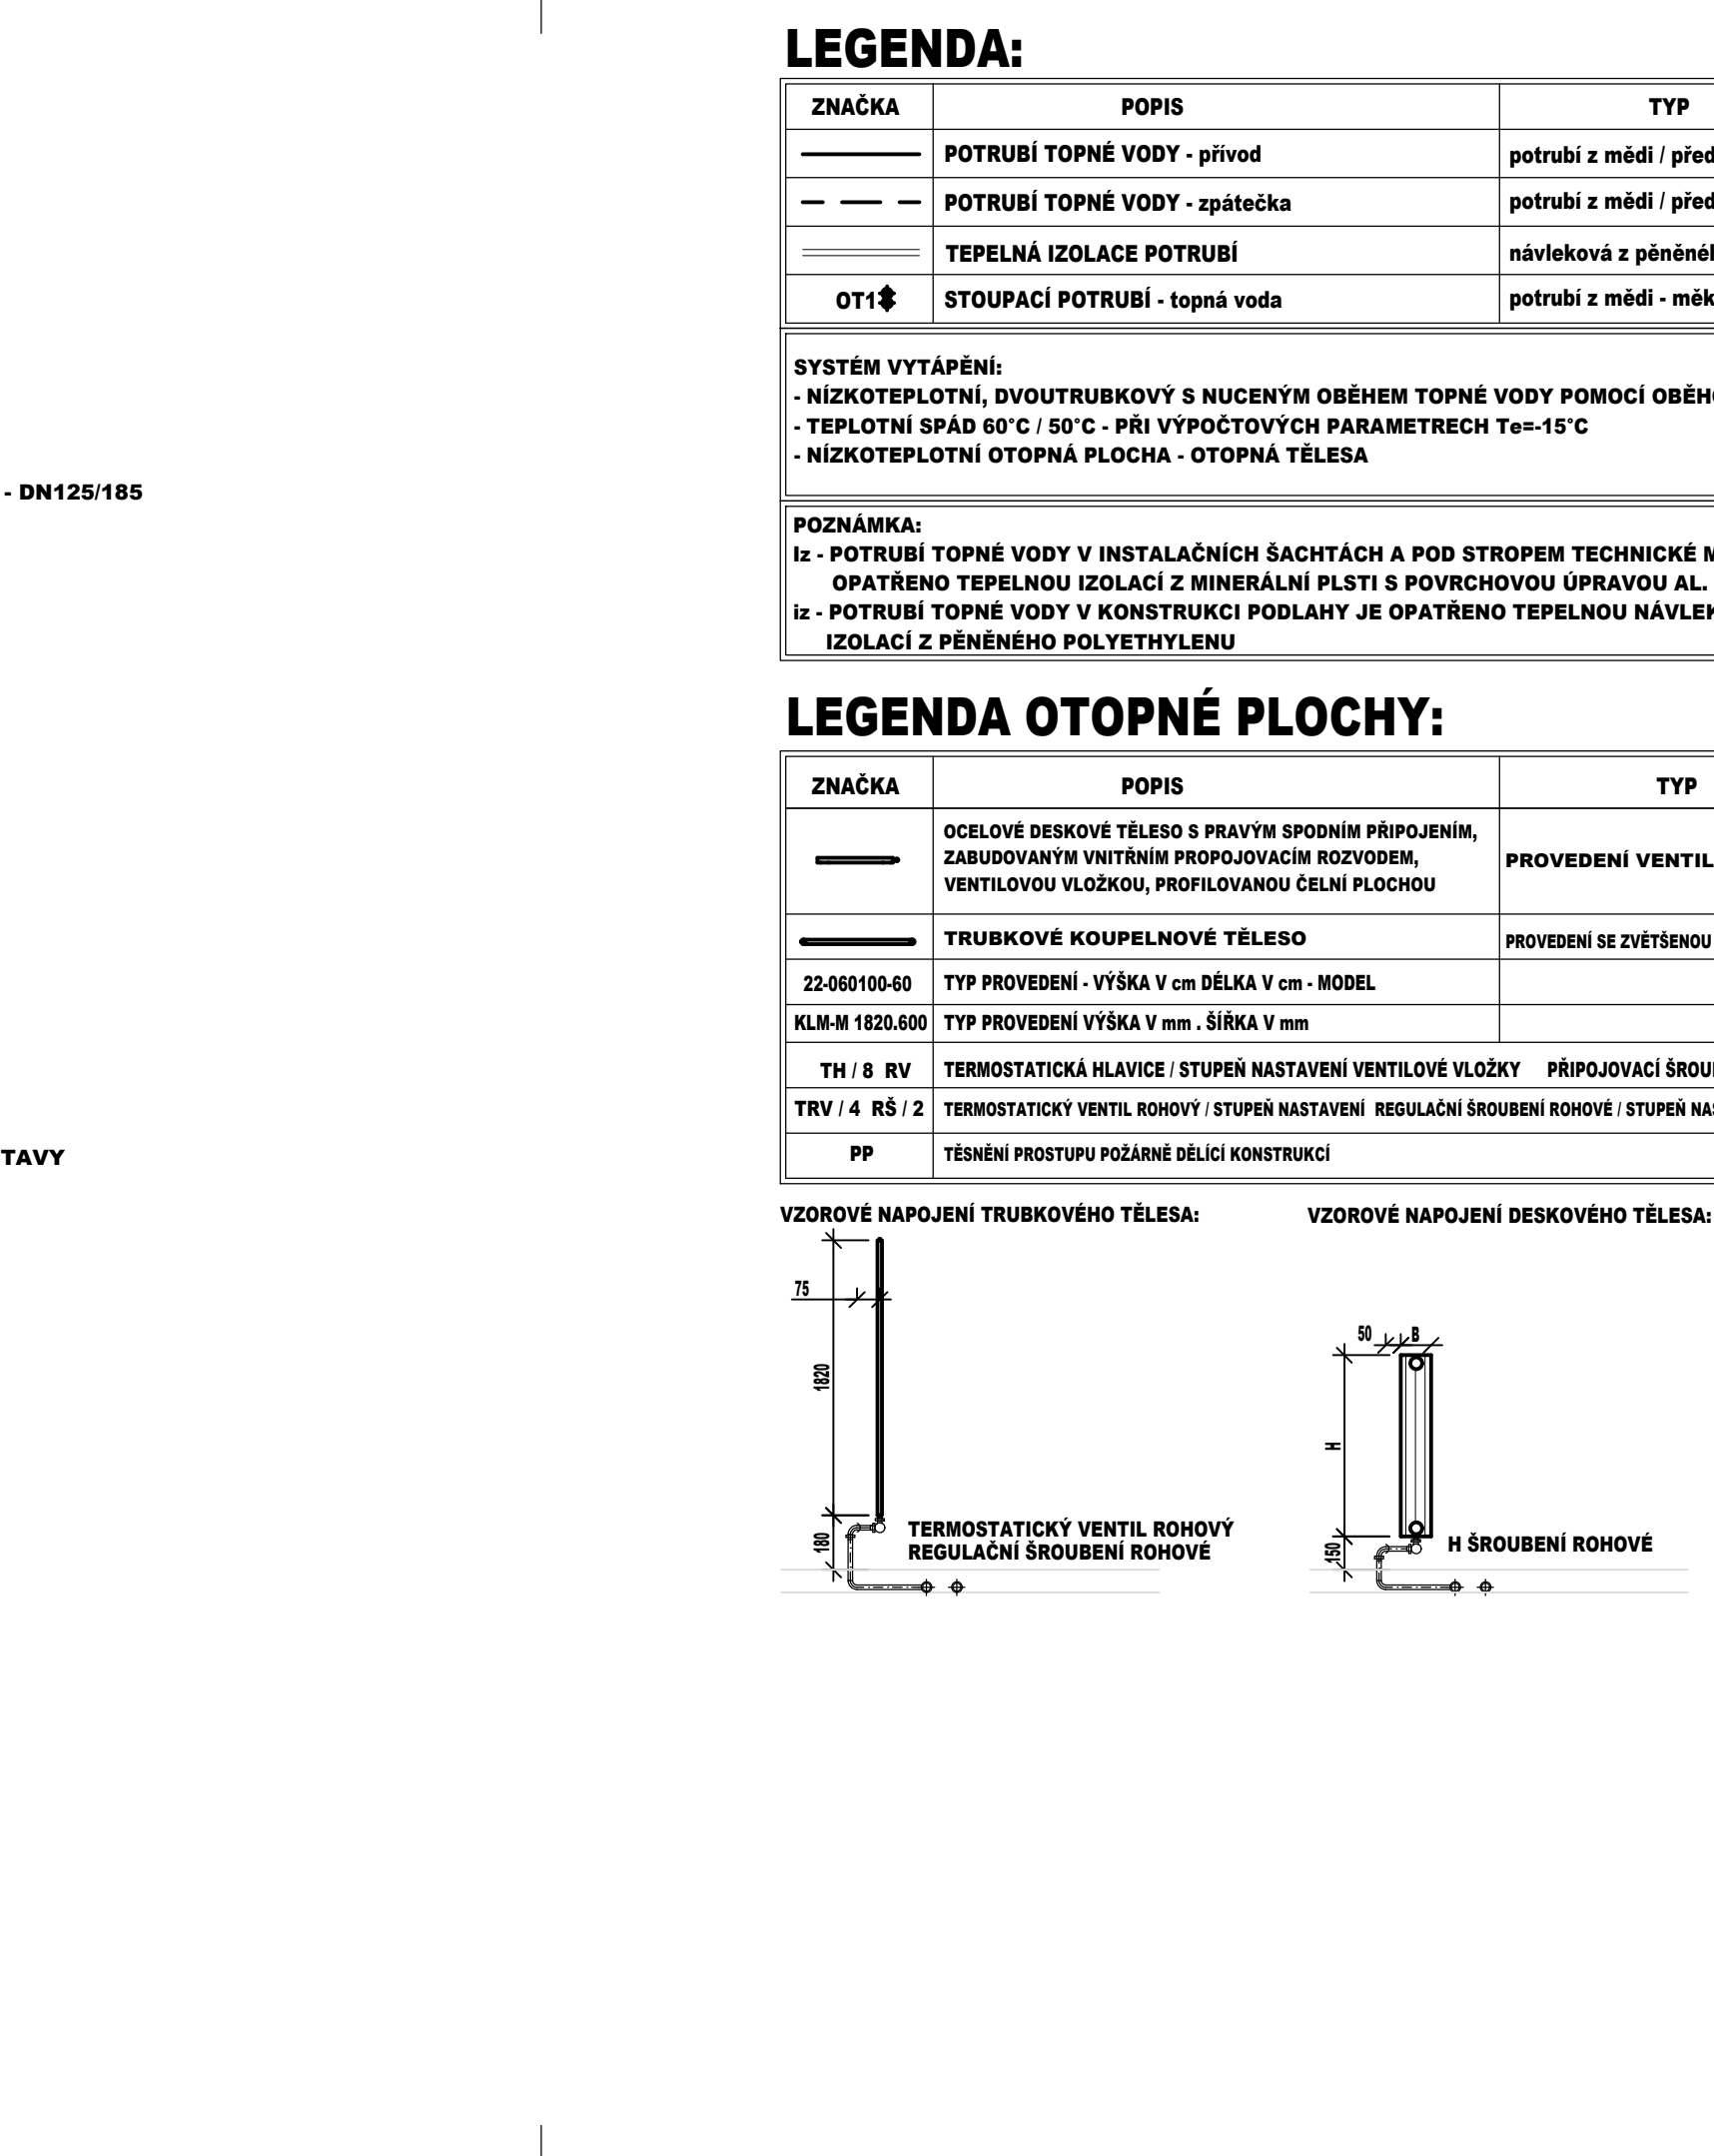 - DN125/185
TAVY
LEGENDA:
ZNAČKA POPIS TYP
POTRUBÍ TOPNÉ VODY - přívod potrubí z mědi / před
POTRUBÍ TOPNÉ VODY - zpátečka potrubí z mědi / před
TEPELNÁ IZOLACE POTRUBÍ návleková z pěněné
OT1 STOUPACÍ POTRUBÍ - topná voda potrubí z mědi - měk
SYSTÉM VYTÁPĚNÍ:
- NÍZKOTEPLOTNÍ, DVOUTRUBKOVÝ S NUCENÝM OBĚHEM TOPNÉ VODY POMOCÍ OBĚH
- TEPLOTNÍ SPÁD 60°C / 50°C - PŘI VÝPOČTOVÝCH PARAMETRECH Te=-15°C
- NÍZKOTEPLOTNÍ OTOPNÁ PLOCHA - OTOPNÁ TĚLESA
POZNÁMKA:
Iz - POTRUBÍ TOPNÉ VODY V INSTALAČNÍCH ŠACHTÁCH A POD STROPEM TECHNICKÉ M
OPATŘENO TEPELNOU IZOLACÍ Z MINERÁLNÍ PLSTI S POVRCHOVOU ÚPRAVOU AL.
iz - POTRUBÍ TOPNÉ VODY V KONSTRUKCI PODLAHY JE OPATŘENO TEPELNOU NÁVLEK
IZOLACÍ Z PĚNĚNÉHO POLYETHYLENU
LEGENDA OTOPNÉ PLOCHY:
ZNAČKA POPIS TYP
OCELOVÉ DESKOVÉ TĚLESO S PRAVÝM SPODNÍM PŘIPOJENÍM,
ZABUDOVANÝM VNITŘNÍM PROPOJOVACÍM ROZVODEM,
VENTILOVOU VLOŽKOU, PROFILOVANOU ČELNÍ PLOCHOU
PROVEDENÍ VENTIL
TRUBKOVÉ KOUPELNOVÉ TĚLESO PROVEDENÍ SE ZVĚTŠENOU
22-060100-60 TYP PROVEDENÍ - VÝŠKA V cm DÉLKA V cm - MODEL
KLM-M 1820.600 TYP PROVEDENÍ VÝŠKA V mm . ŠÍŘKA V mm
TH / 8 RV TERMOSTATICKÁ HLAVICE / STUPEŇ NASTAVENÍ VENTILOVÉ VLOŽKY PŘIPOJOVACÍ ŠROU
TRV / 4 RŠ / 2 TERMOSTATICKÝ VENTIL ROHOVÝ / STUPEŇ NASTAVENÍ REGULAČNÍ ŠROUBENÍ ROHOVÉ / STUPEŇ NAS
PP TĚSNĚNÍ PROSTUPU POŽÁRNĚ DĚLÍCÍ KONSTRUKCÍ
VZOROVÉ NAPOJENÍ TRUBKOVÉHO TĚLESA:
75
1820
180
TERMOSTATICKÝ VENTIL ROHOVÝ
REGULAČNÍ ŠROUBENÍ ROHOVÉ
VZOROVÉ NAPOJENÍ DESKOVÉHO TĚLESA:
50 B
H
150
H ŠROUBENÍ ROHOVÉ